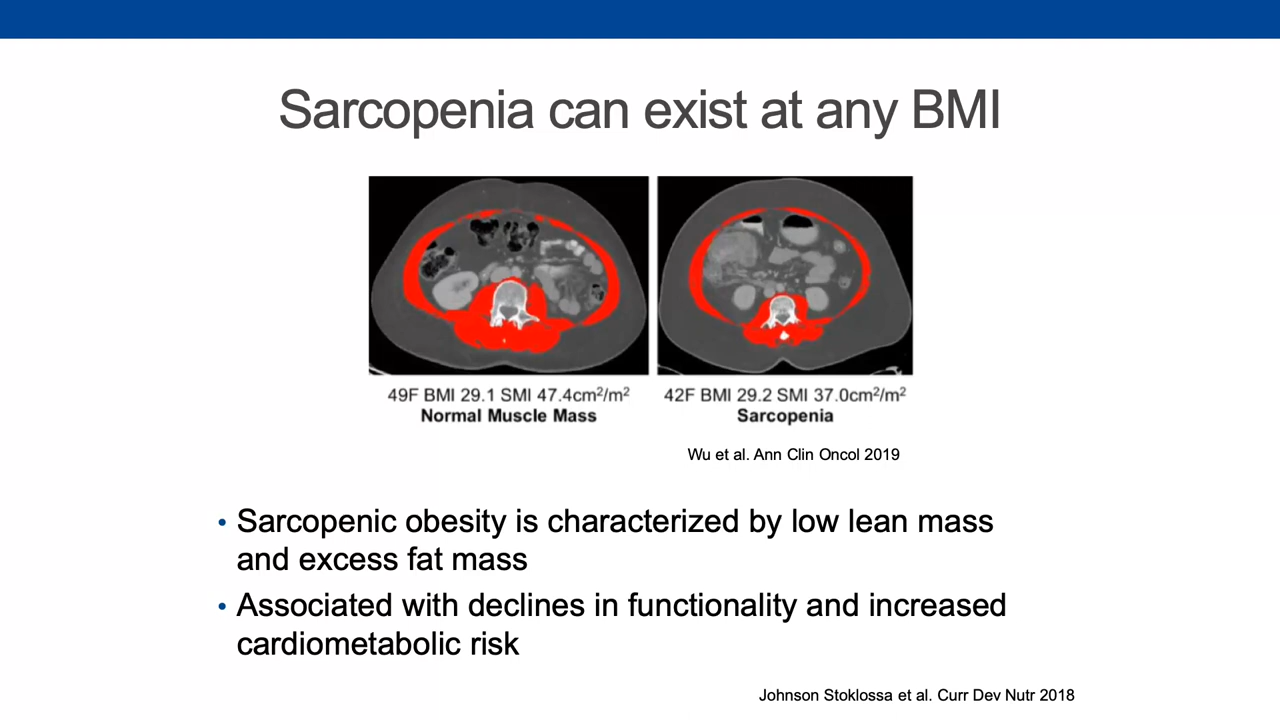 Sarcopenia can exist at any BMI
49F BMI 29.1 SMI 47.4cm²/m²
Normal Muscle Mass
42F BMI 29.2 SMI 37.0cm²/m²
Sarcopenia
Wu et al. Ann Clin Oncol 2019
• Sarcopenic obesity is characterized by low lean mass
and excess fat mass
• Associated with declines in functionality and increased
cardiometabolic risk
Johnson Stoklossa et al. Curr Dev Nutr 2018